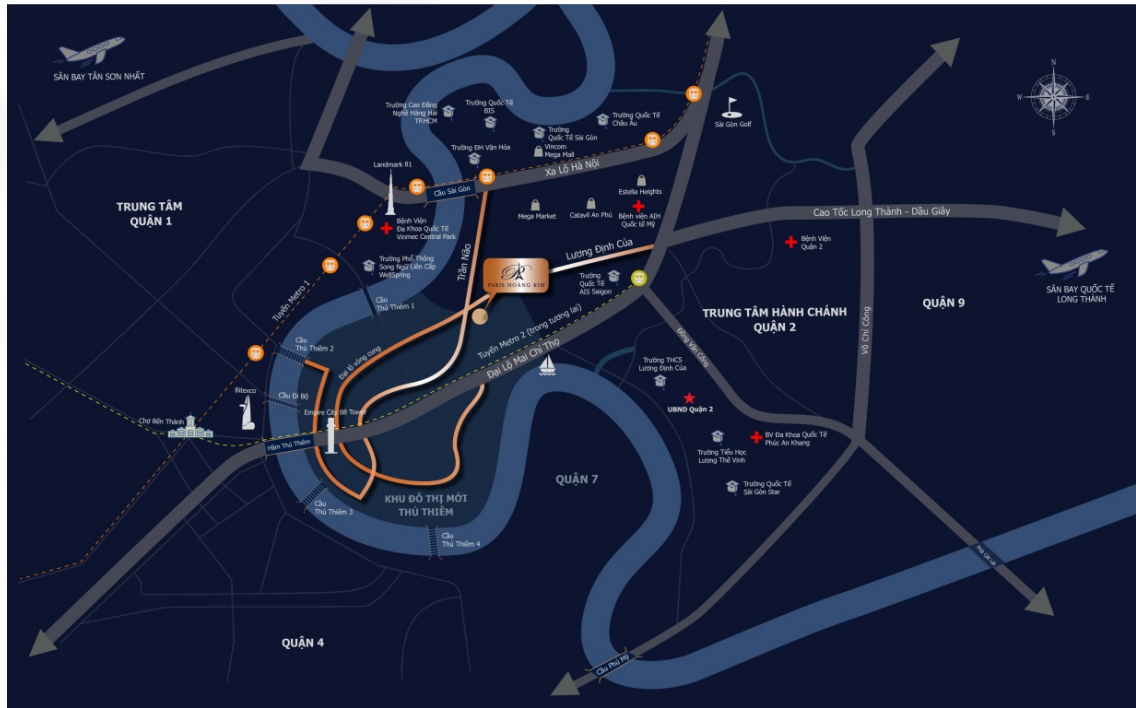 SÂN BAY TÂN SƠN NHẤT
N
W
E
S
Trường Cao Đẳng
Nghề Hàng Hải
TP.HCM
Trường Quốc Tế
BIS
Trường
Quốc Tế Sài Gòn
Trường Quốc Tế
Châu Âu
Sài Gòn Golf
Trường ĐH Văn Hóa
Vincom
Mega Mall
Landmark 81
Cầu Sài Gòn
Xa Lộ Hà Nội
Estella Heights
TRUNG TÂM
QUẬN 1
Bệnh Viện
Đa Khoa Quốc Tế
Vinmec Central Park
Mega Market
Catavil An Phú
Bệnh viện AIH
Quốc tế Mỹ
Cao Tốc Long Thành - Dầu Giây
Bệnh Viện
Quận 2
Trần Não
Lương Định Của
Trường Phổ Thông
Song Ngữ Liên Cấp
WellSpring
PARIS HOÀNG KIM
Trường
Quốc Tế
AIS Saigon
SÂN BAY QUỐC TẾ
LONG THÀNH
Tuyến Metro 1
Cầu
Thủ Thiêm 1
TRUNG TÂM HÀNH CHÁNH
QUẬN 2
QUẬN 9
Võ Chí Công
Tuyến Metro 2 (trong tương lai)
Đại Lộ Mai Chí Thọ
Đồng Văn Cống
Cầu
Thủ Thiêm 2
Đại lộ vòng cung
Trường THCS
Lương Định Của
Bitexco
Cầu Đi Bộ
UBND Quận 2
Chợ Bến Thành
Empire City 88 Tower
Hầm Thủ Thiêm
BV Đa Khoa Quốc Tế
Phúc An Khang
Trường Tiểu Học
Lương Thế Vinh
QUẬN 7
Trường Quốc Tế
Sài Gòn Star
KHU ĐÔ THỊ MỚI
THỦ THIÊM
Cầu
Thủ Thiêm 3
Cầu
Thủ Thiêm 4
Phà Cát Lái
QUẬN 4
Cầu Phú Mỹ